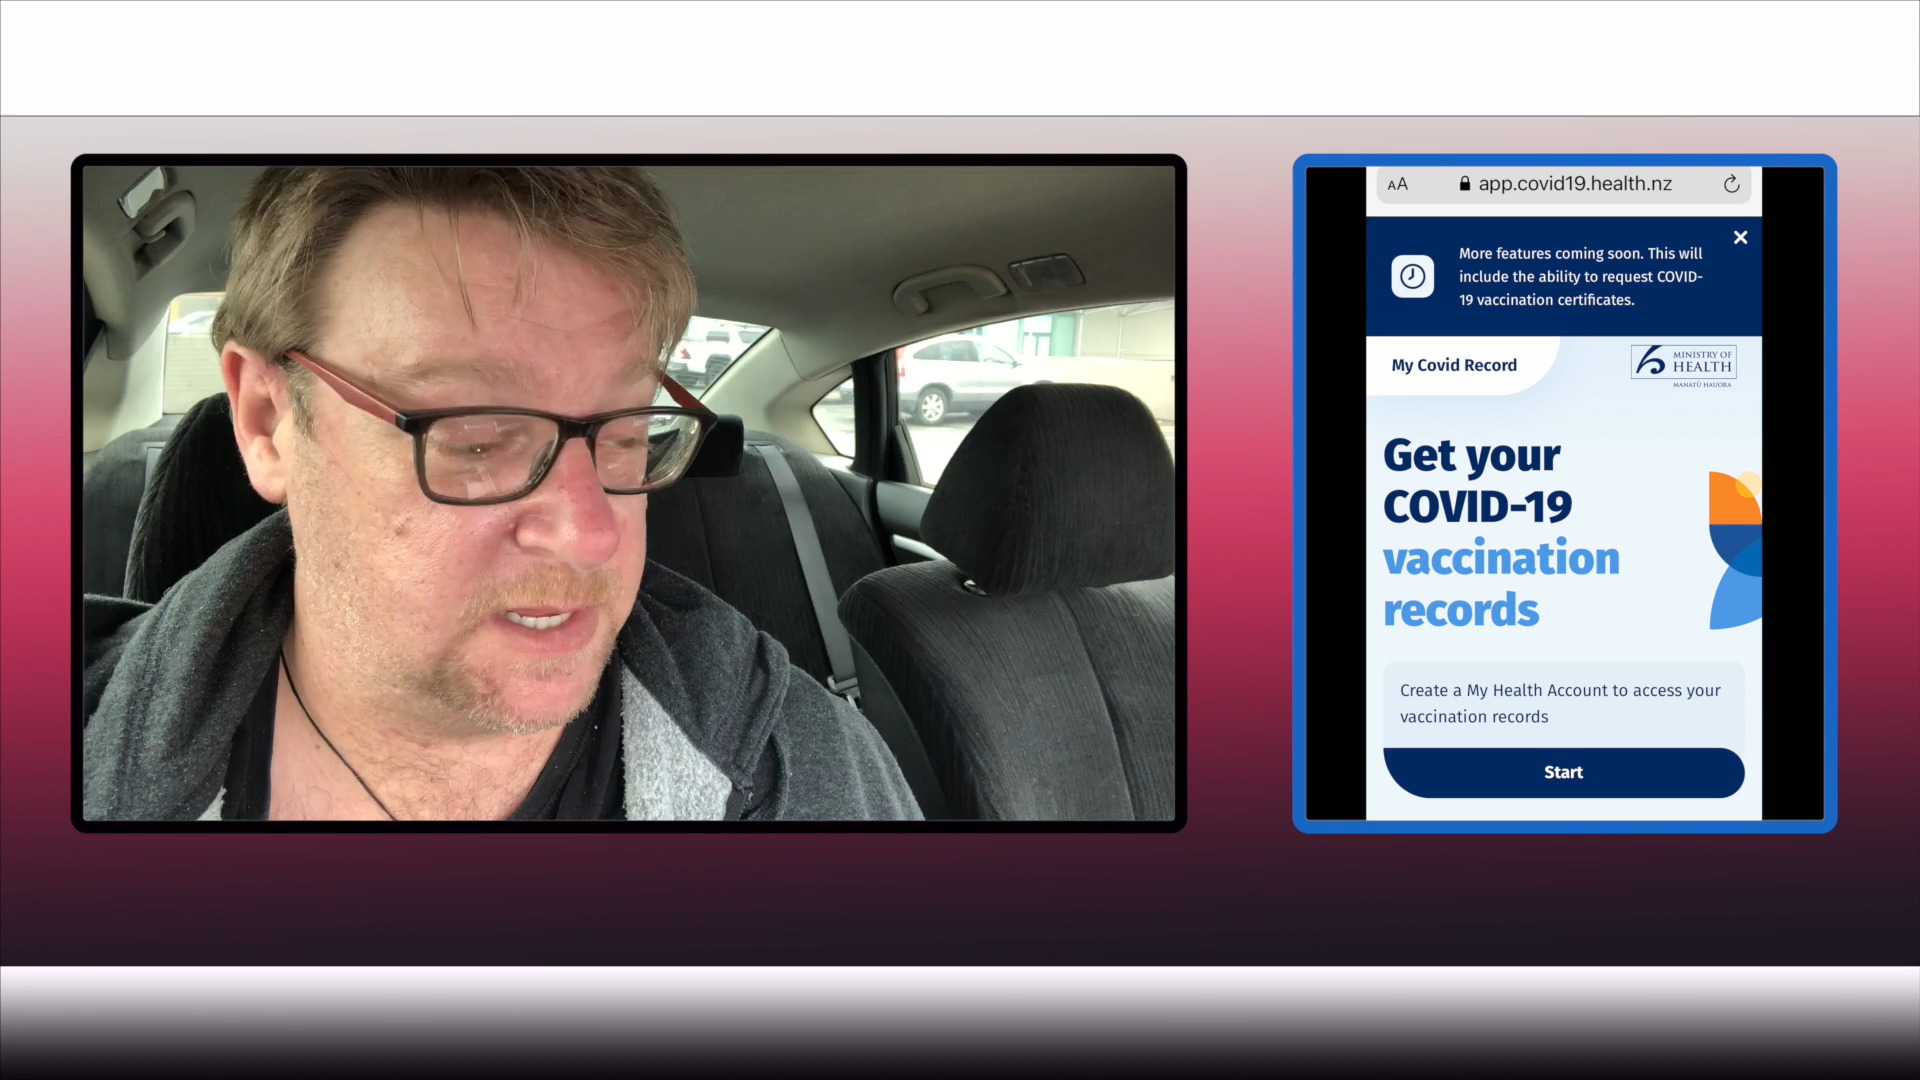 AA app.covid19.health.nz
More features coming soon. This will
include the ability to request COVID-
19 vaccination certificates.
My Covid Record
MINISTRY OF
HEALTH
MANATŪ HAUORA
Get your
COVID-19
vaccination
records
Create a My Health Account to access your
vaccination records
Start